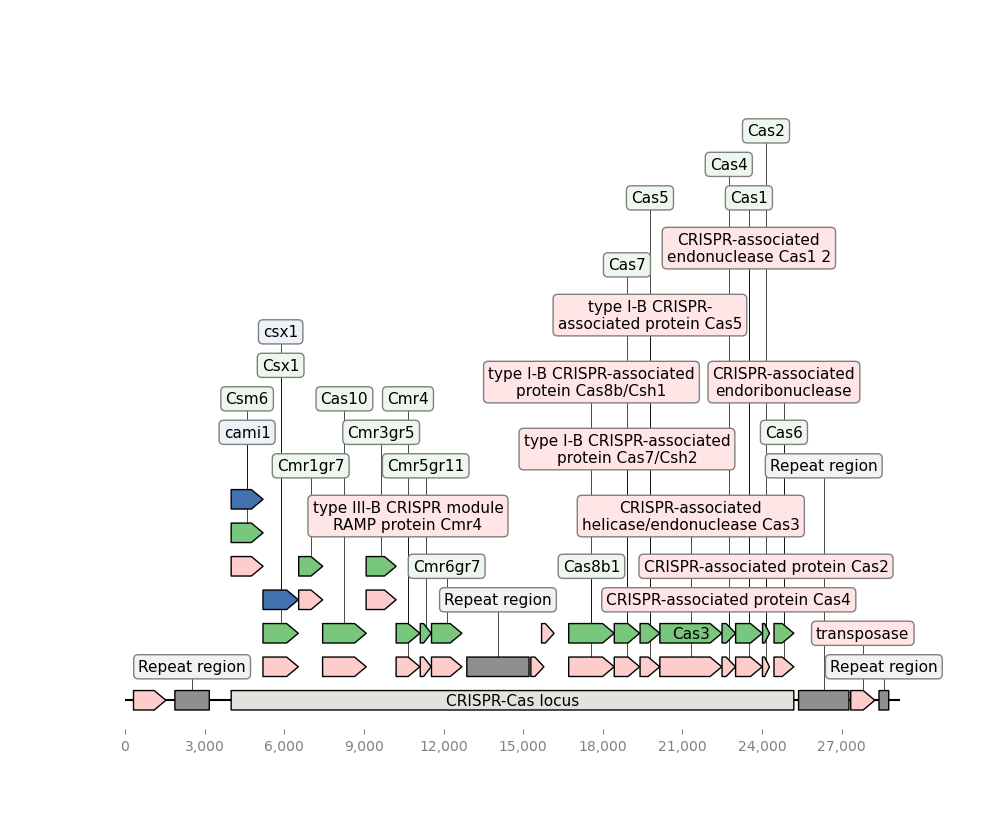 Cas2
Cas4
Cas5
Cas1
CRISPR-associated
endonuclease Cas1 2
Cas7
type I-B CRISPR-
associated protein Cas5
csx1
Csx1
type I-B CRISPR-associated
protein Cas8b/Csh1
CRISPR-associated
endoribonuclease
Csm6
Cas10
Cmr4
cami1
Cmr3gr5
type I-B CRISPR-associated
protein Cas7/Csh2
Cas6
Cmr1gr7
Cmr5gr11
Repeat region
type III-B CRISPR module
RAMP protein Cmr4
CRISPR-associated
helicase/endonuclease Cas3
Cmr6gr7
Cas8b1
CRISPR-associated protein Cas2
Repeat region
CRISPR-associated protein Cas4
Cas3
transposase
Repeat region
Repeat region
CRISPR-Cas locus
0
3,000
6,000
9,000
12,000
15,000
18,000
21,000
24,000
27,000